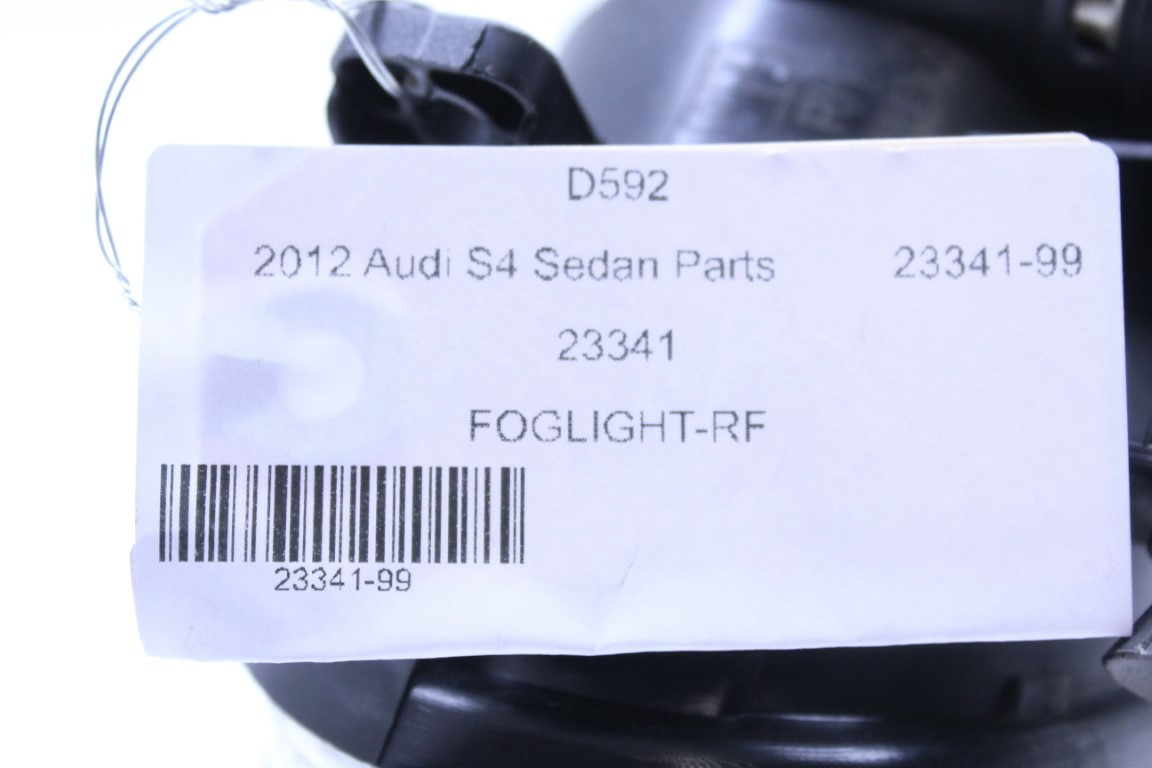 D592
2012 Audi S4 Sedan Parts 23341-99
23341
FOGLIGHT-RF
23341-99